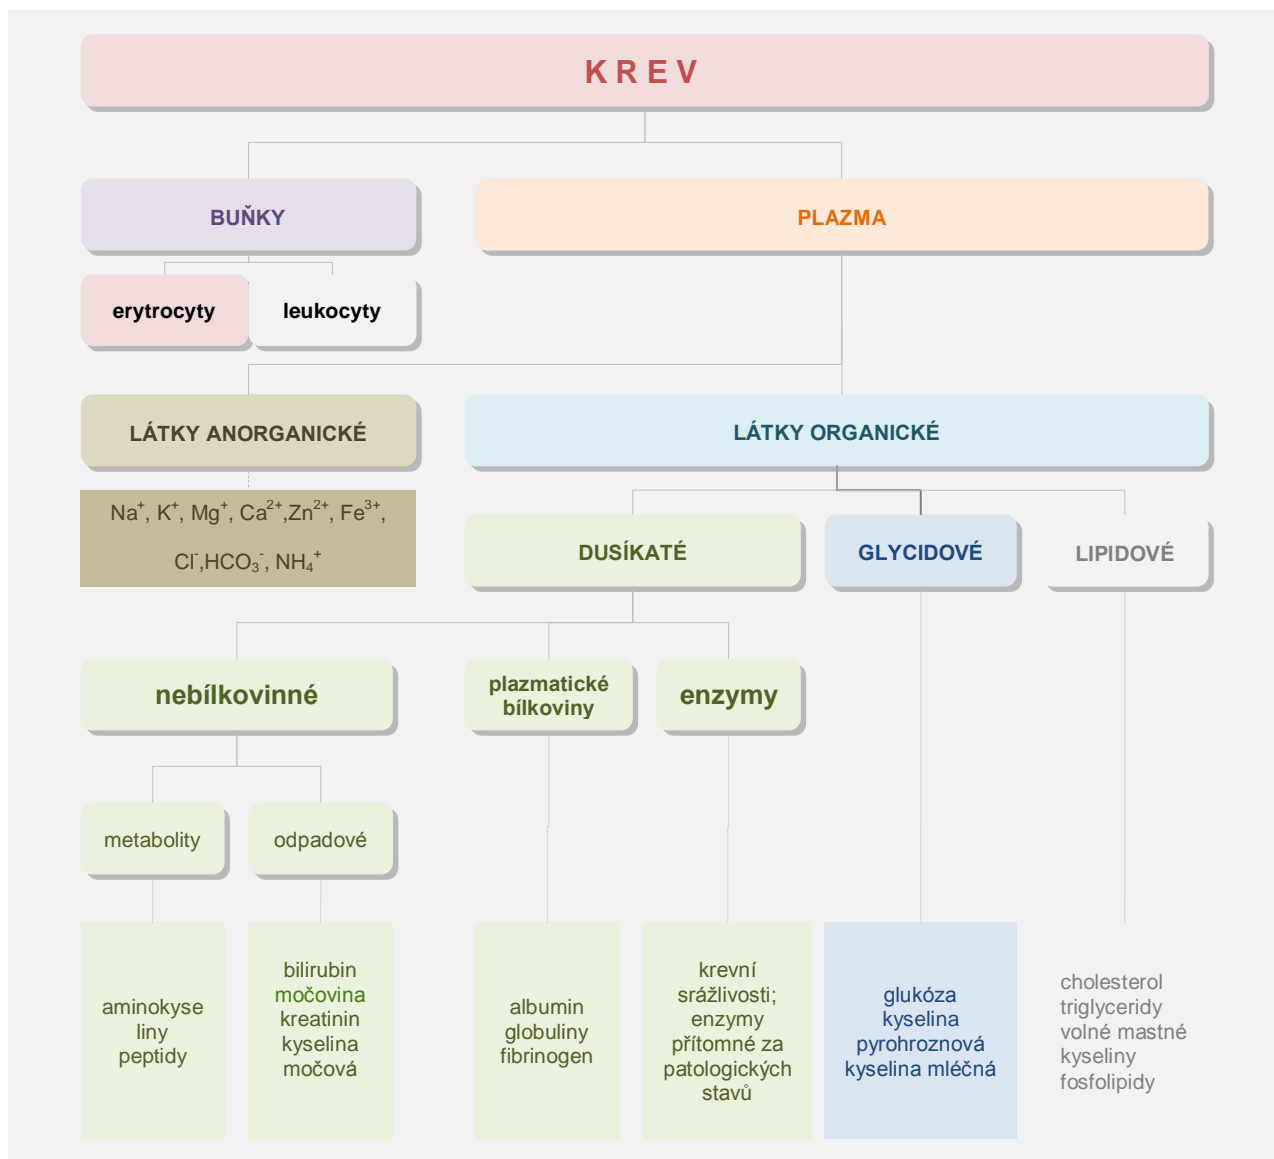 K R E V
BUŇKY
PLAZMA
erytrocyty
leukocyty
LÁTKY ANORGANICKÉ
LÁTKY ORGANICKÉ
Na⁺, K⁺, Mg⁺, Ca²⁺,Zn²⁺, Fe³⁺,
Cl⁻,HCO₃⁻, NH₄⁺
DUSÍKATÉ
GLYCIDOVÉ
LIPIDOVÉ
nebílkovinné
plazmatické
bílkoviny
enzymy
metabolity
odpadové
aminokyse
liny
peptidy
bilirubin
močovina
kreatinin
kyselina
močová
albumin
globuliny
fibrinogen
krevní
srážlivosti;
enzymy
přítomné za
patologických
stavů
glukóza
kyselina
pyrohroznová
kyselina mléčná
cholesterol
triglyceridy
volné mastné
kyseliny
fosfolipidy